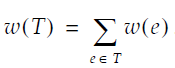 w(T) = ∑ w(e)
e ∈ T